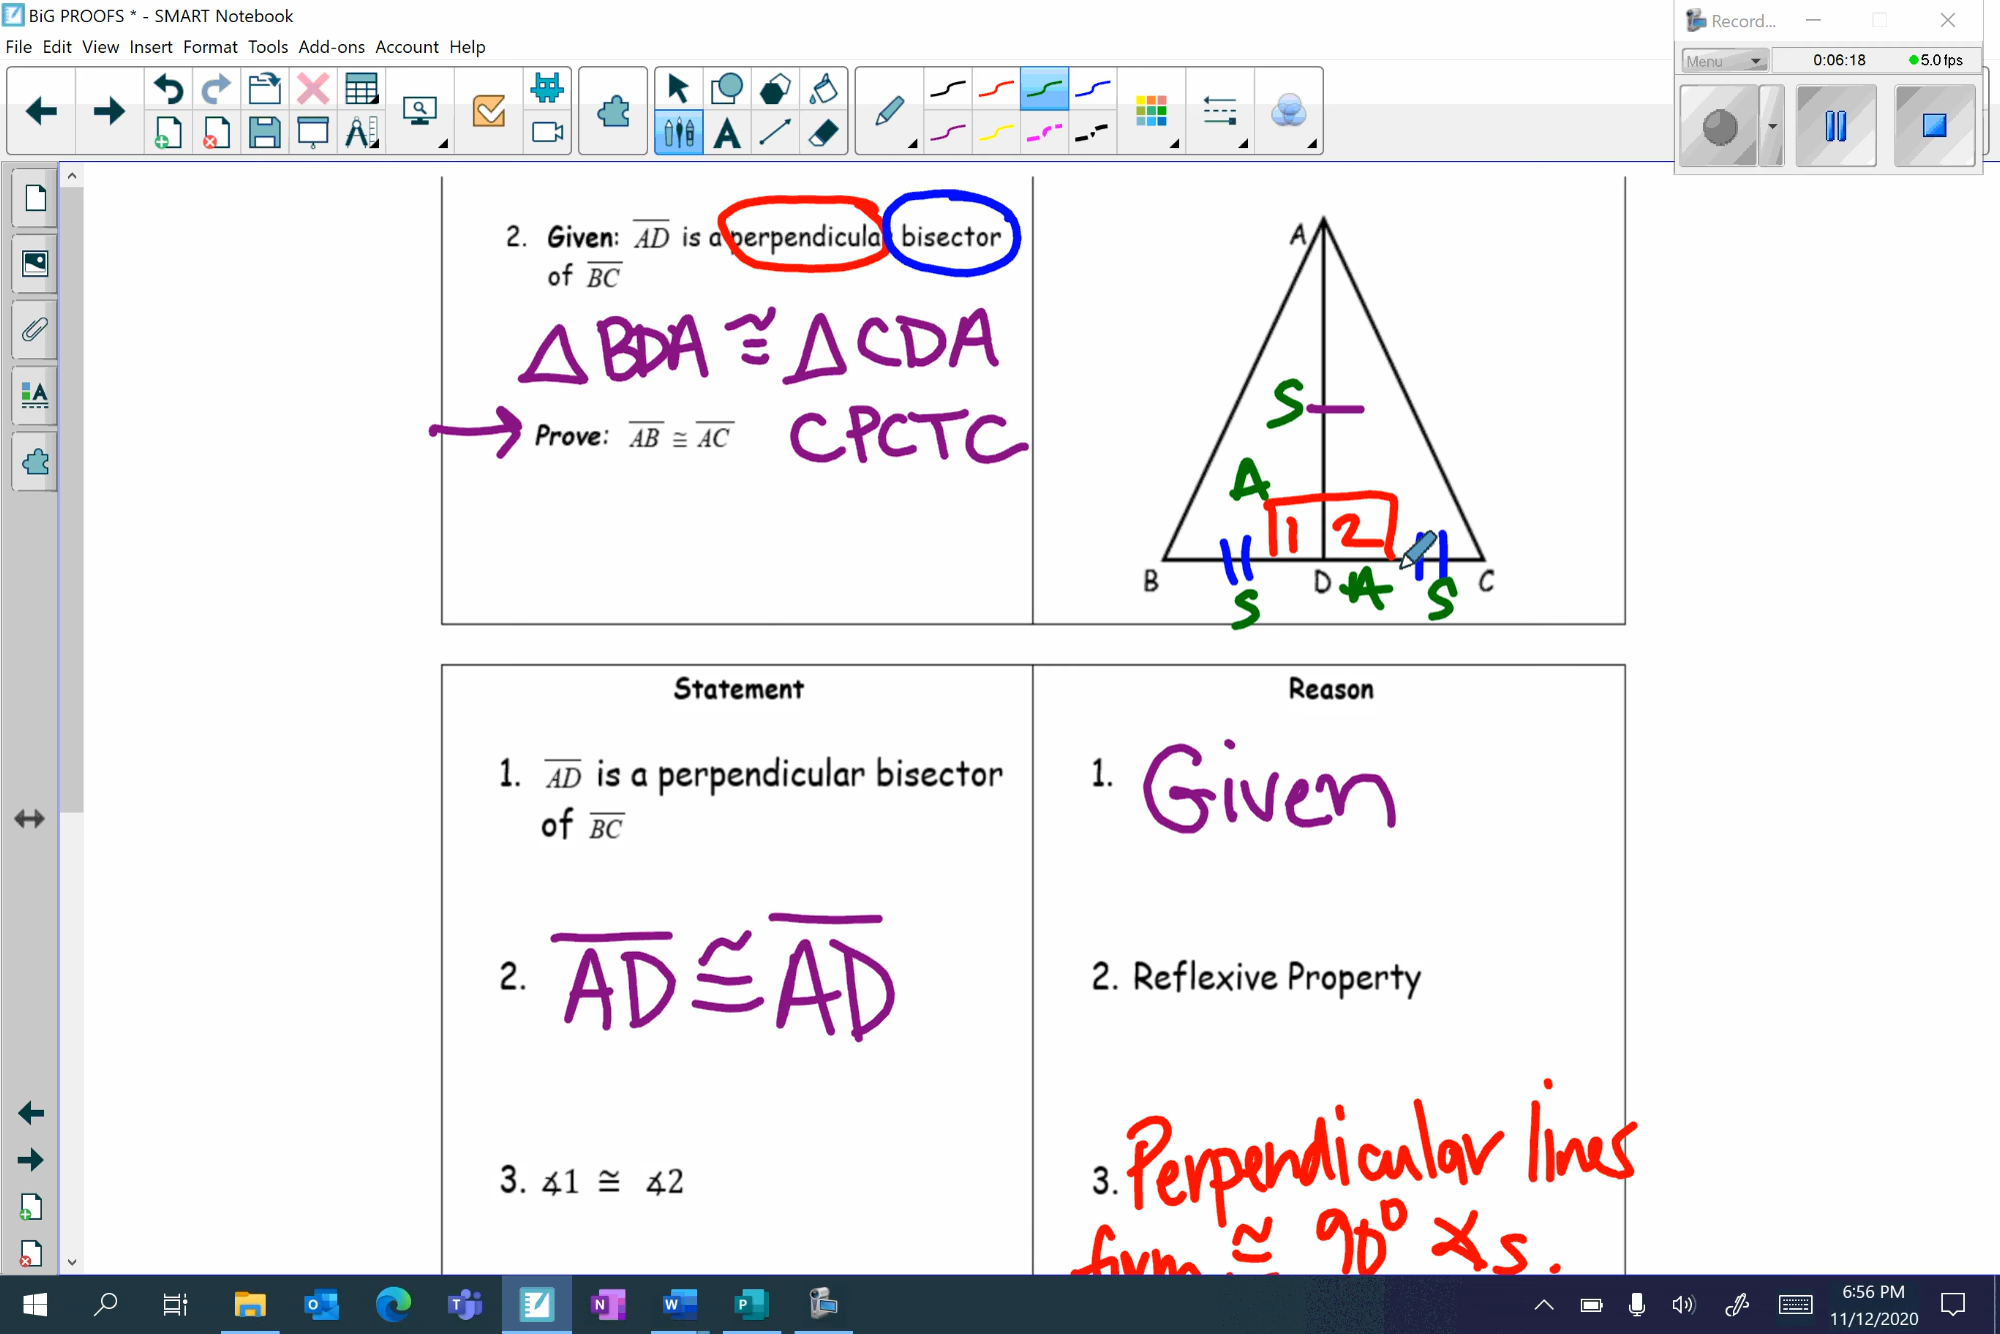 BiG PROOFS * - SMART Notebook
File Edit View Insert Format Tools Add-ons Account Help
Record...
Menu 0:06:18 5.0fps
2. Given: AD is a perpendicular bisector
of BC
△ BDA ≅ △ CDA
Prove: AB ≅ AC CPCTC
A
S
A
1 2
B D A C
S S
Statement Reason
1. AD is a perpendicular bisector
of BC
1. Given
2. AD ≅ AD
2. Reflexive Property
3. ∡1 ≅ ∡2
3. Perpendicular lines
form ≅ 90° ∡s.
6:56 PM
11/12/2020